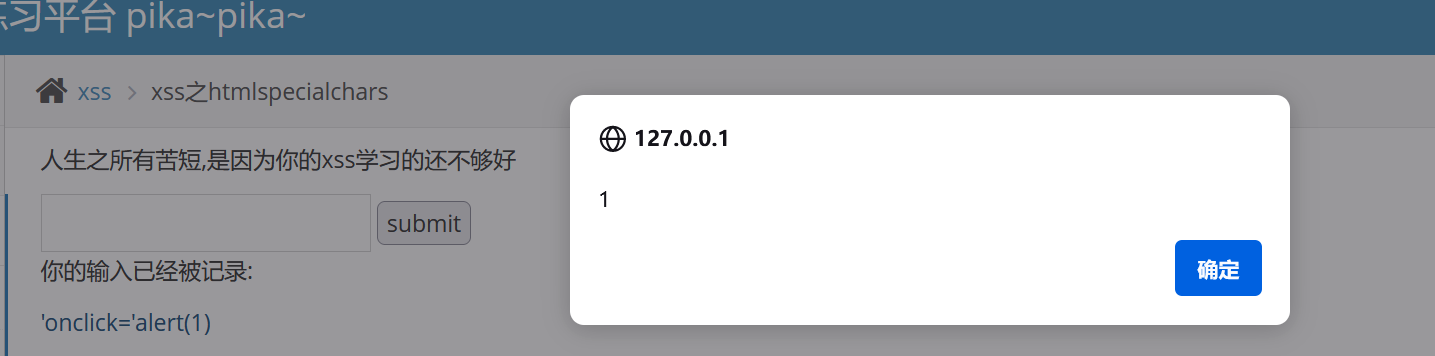 练习平台 pika~pika~
xss > xss之htmlspecialchars
127.0.0.1
人生之所有苦短,是因为你的xss学习的还不够好
1
submit
确定
你的输入已经被记录:
'onclick='alert(1)